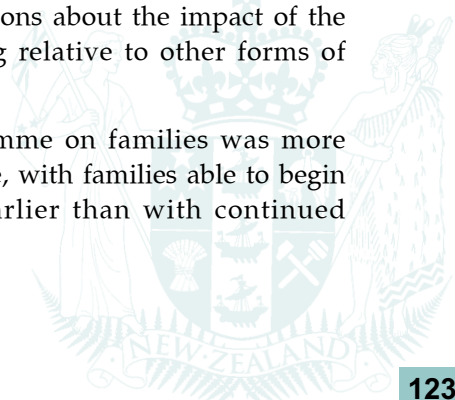 ons about the impact of the
g relative to other forms of
mme on families was more
e, with families able to begin
arlier than with continued
NEW ZEALAND
123